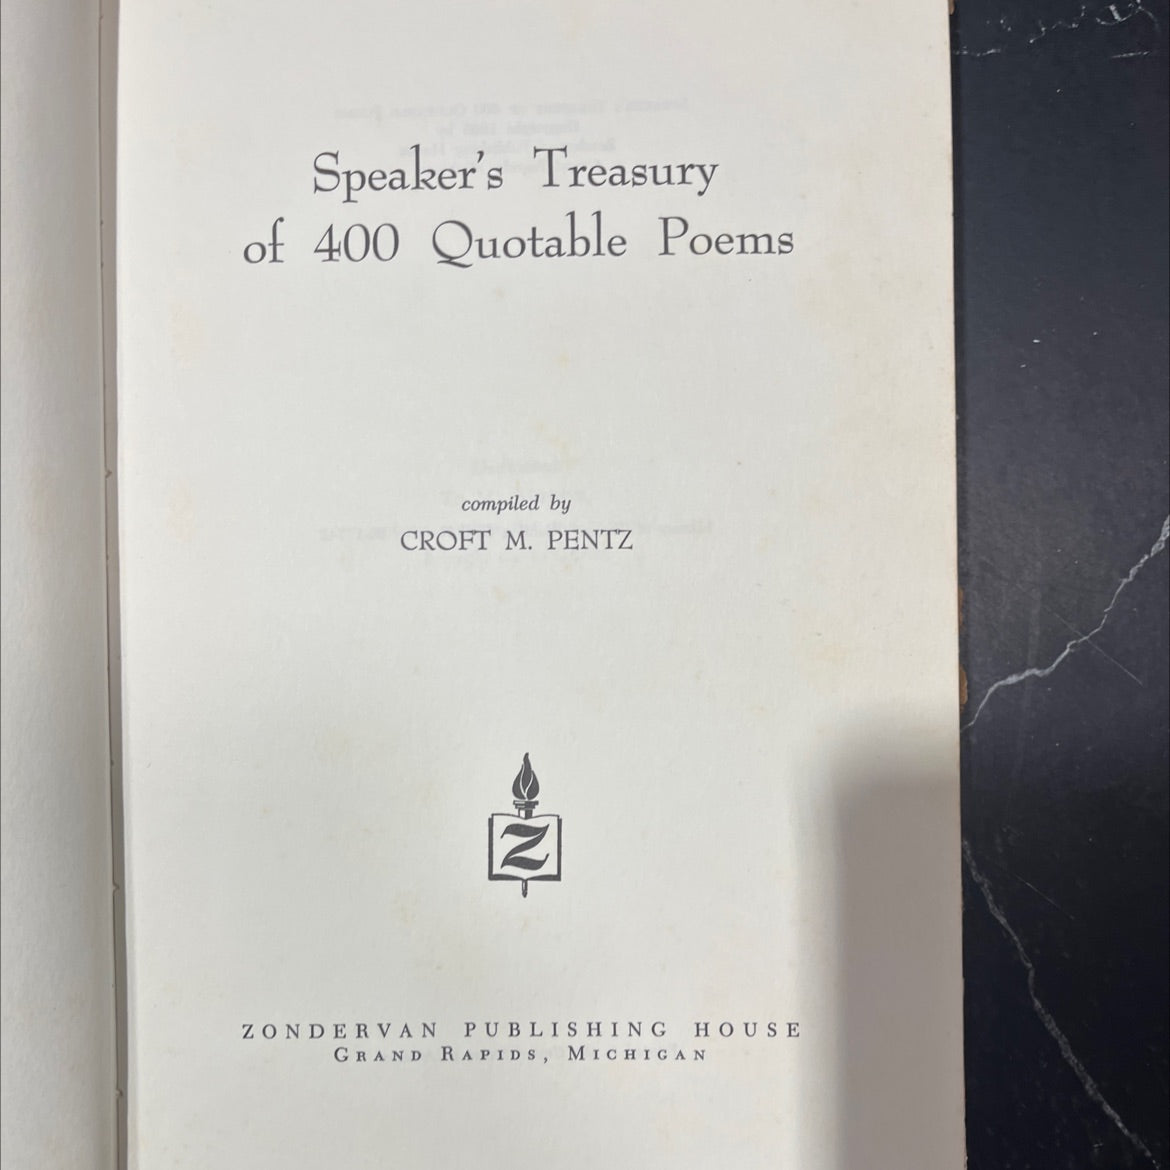 Speaker's Treasury
of 400 Quotable Poems
compiled by
CROFT M. PENTZ
Z
ZONDERVAN PUBLISHING HOUSE
GRAND RAPIDS, MICHIGAN